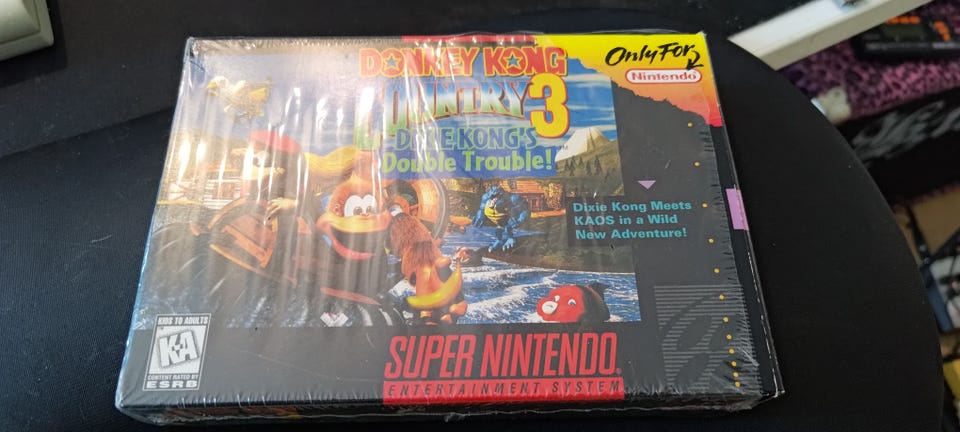 DONKEY KONG
COUNTRY 3
DIXIE KONG'S
Double Trouble!
TM
Only For
Nintendo
Dixie Kong Meets
KAOS in a Wild
New Adventure!
KIDS TO ADULTS
K-A
CONTENT RATED BY
ESRB
SUPER NINTENDO
ENTERTAINMENT SYSTEM